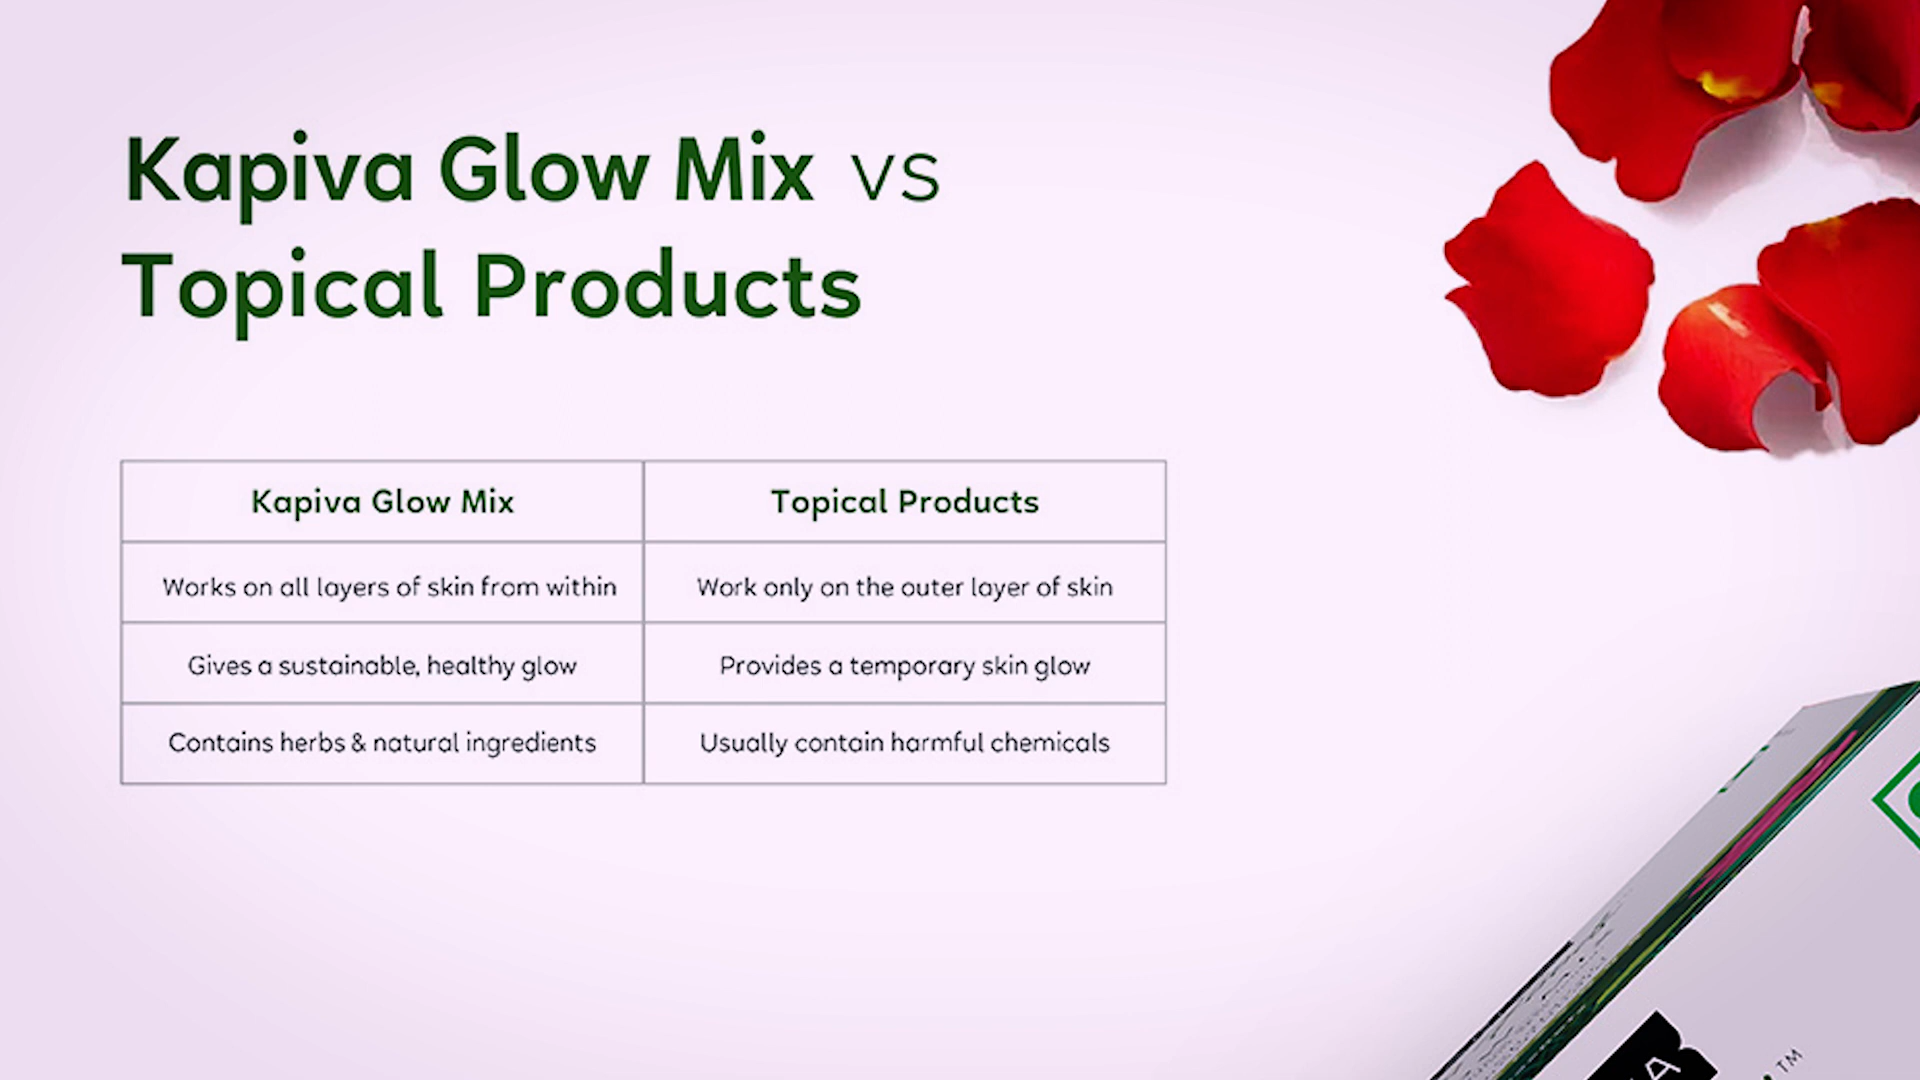 Kapiva Glow Mix vs
Topical Products
Kapiva Glow Mix Topical Products
Works on all layers of skin from within Work only on the outer layer of skin
Gives a sustainable, healthy glow Provides a temporary skin glow
Contains herbs & natural ingredients Usually contain harmful chemicals
TM